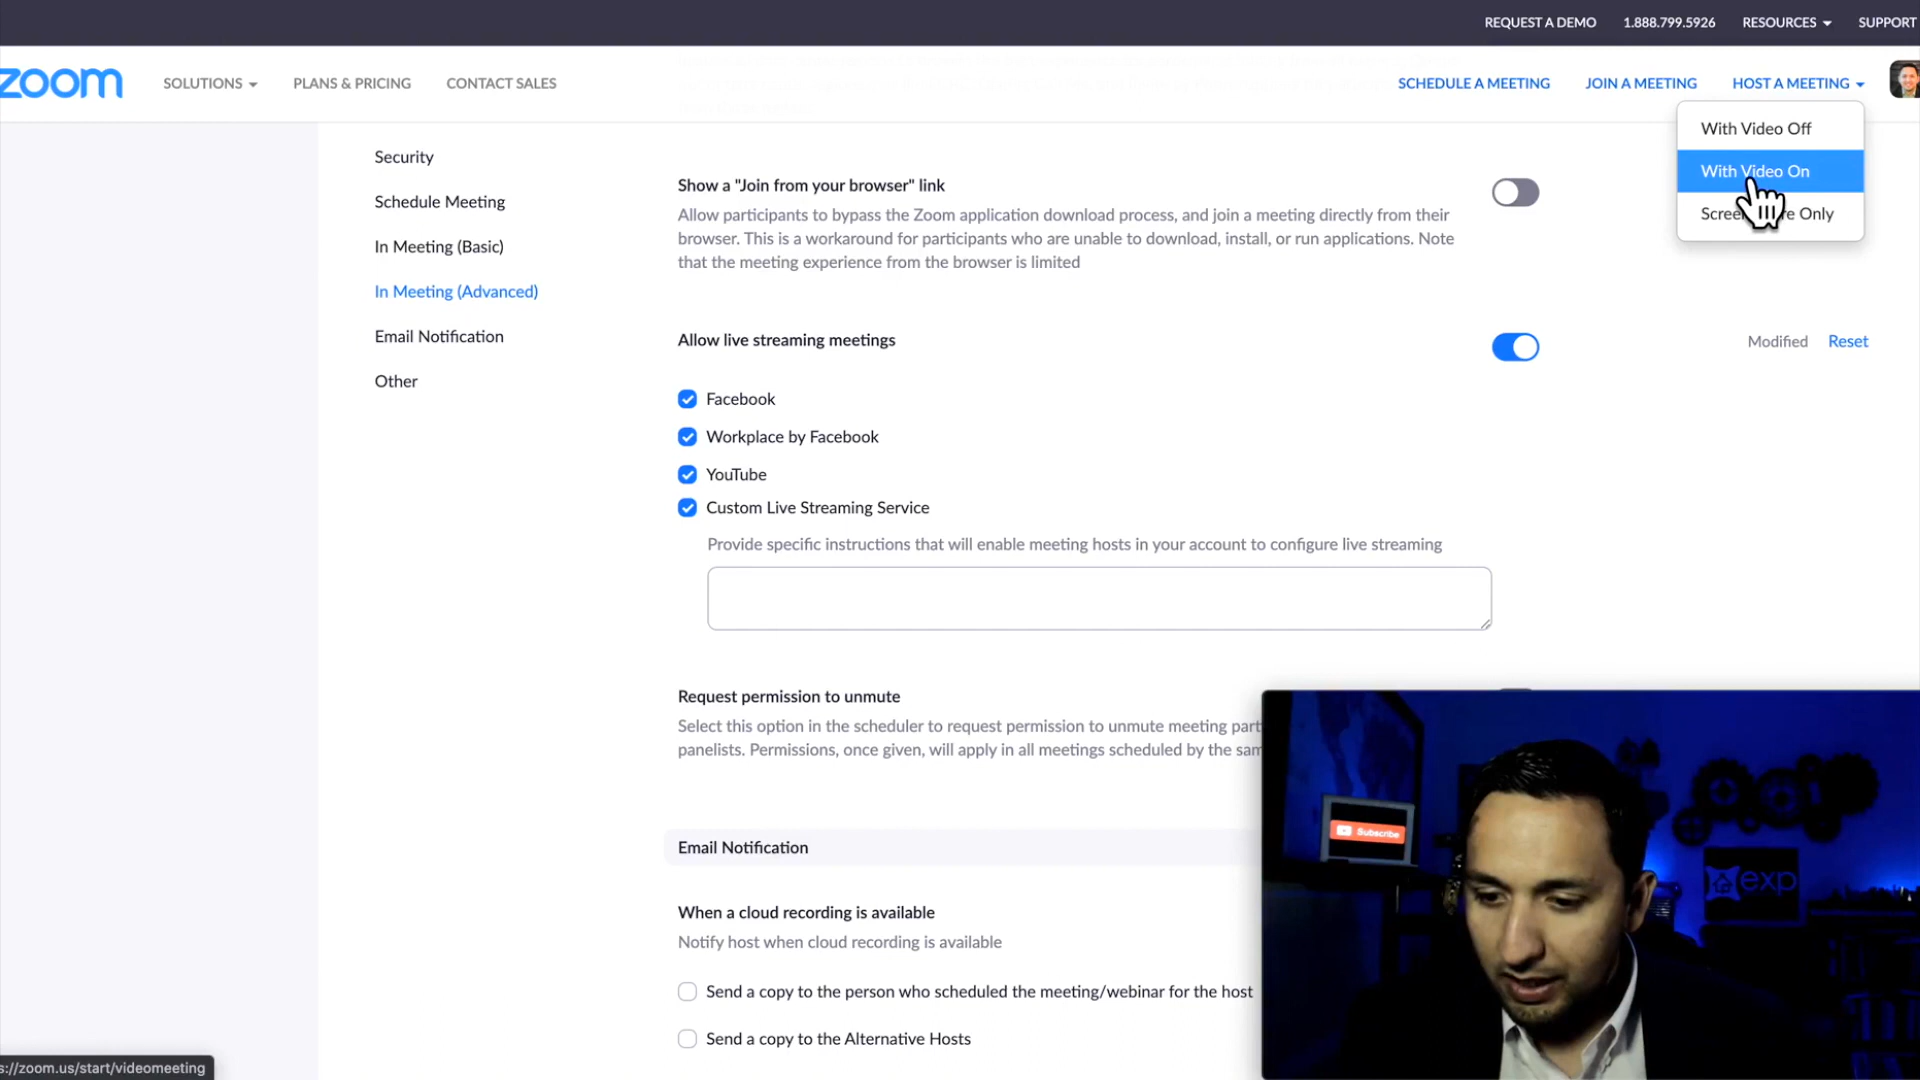 REQUEST A DEMO 1.888.799.5926 RESOURCES SUPPORT
zoom SOLUTIONS PLANS & PRICING CONTACT SALES SCHEDULE A MEETING JOIN A MEETING HOST A MEETING
With Video Off
With Video On
Only
Security
Schedule Meeting
In Meeting (Basic)
In Meeting (Advanced)
Email Notification
Other
Show a "Join from your browser" link
Allow participants to bypass the Zoom application download process, and join a meeting directly from their
browser. This is a workaround for participants who are unable to download, install, or run applications. Note
that the meeting experience from the browser is limited
Allow live streaming meetings
Modified Reset
Facebook
Workplace by Facebook
YouTube
Custom Live Streaming Service
Provide specific instructions that will enable meeting hosts in your account to configure live streaming
Request permission to unmute
Select this option in the scheduler to request permission to unmute meeting part
panelists. Permissions, once given, will apply in all meetings scheduled by the sam
Email Notification
When a cloud recording is available
Notify host when cloud recording is available
Send a copy to the person who scheduled the meeting/webinar for the host
Send a copy to the Alternative Hosts
Subscribe
exp
s://zoom.us/start/videomeeting